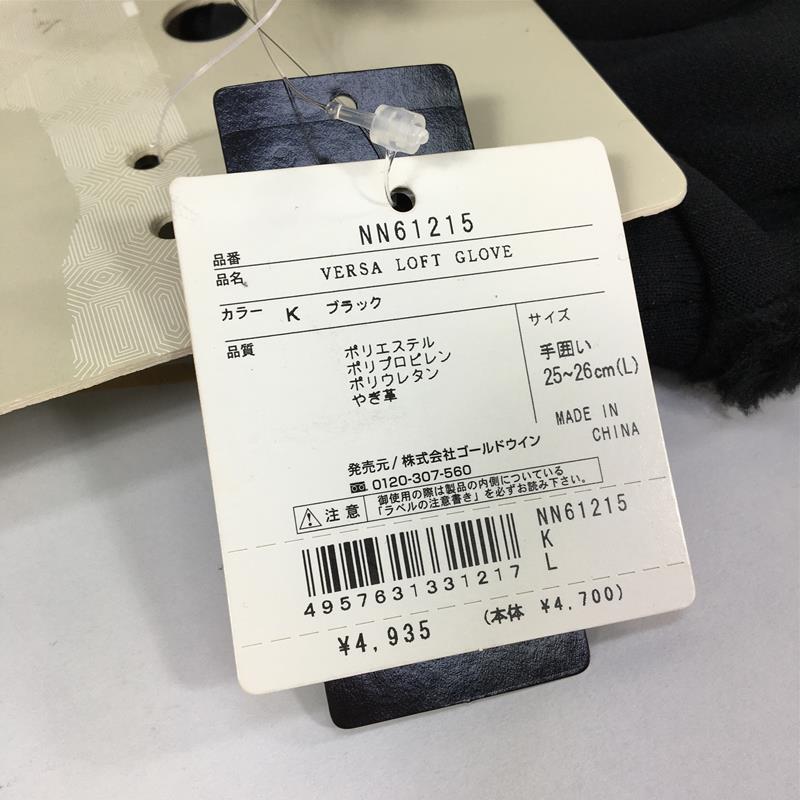 品番 NN61215
品名 VERSA LOFT GLOVE
カラー K ブラック
品質
ポリエステル
ポリプロピレン
ポリウレタン
やぎ革
サイズ
手囲い
25~26cm(L)
MADE IN
CHINA
発売元/株式会社ゴールドウイン
0120-307-560
注意
御使用の際は製品の内側についている
「ラベルの注意書き」を必ずお読み下さい。
4957631331217
NN61215
K
L
¥4,935 (本体 ¥4,700)